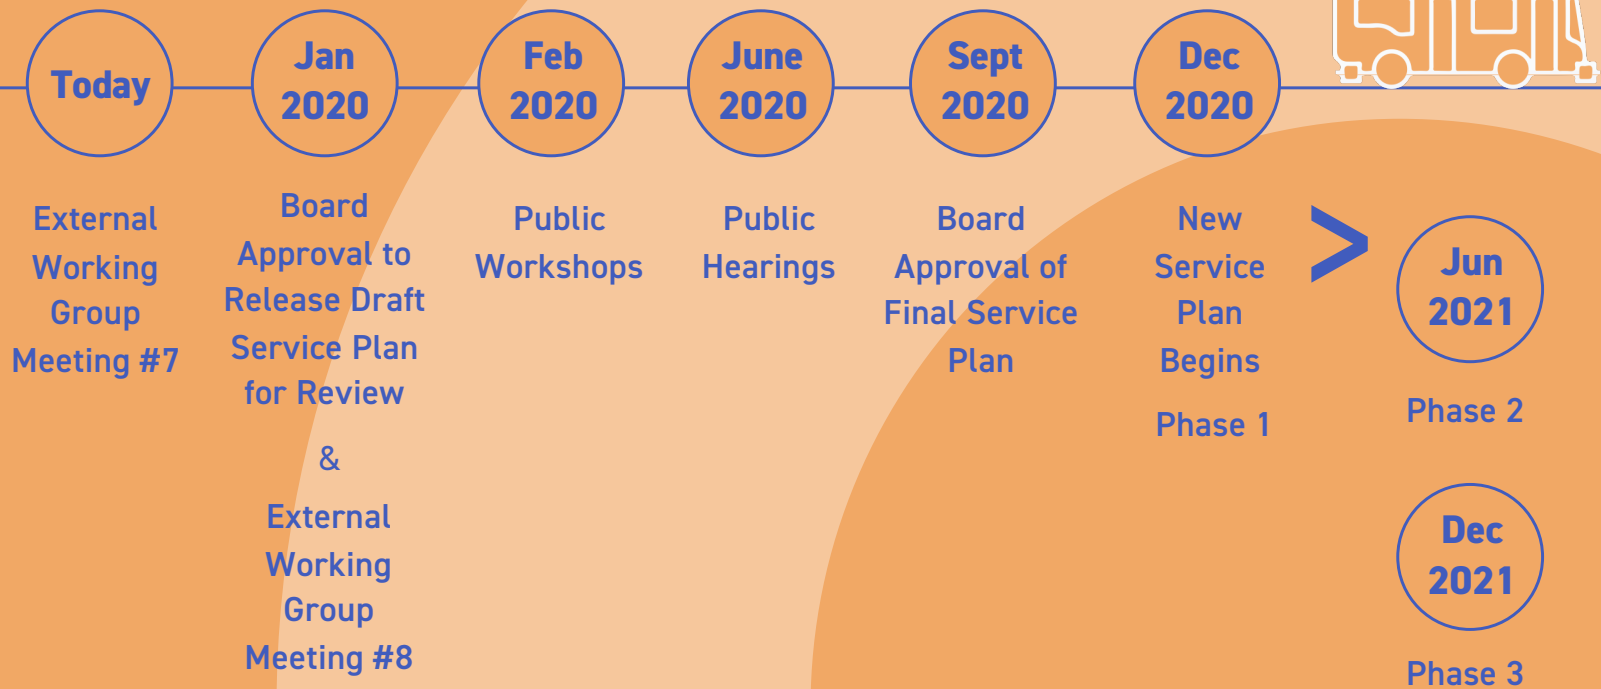 Today
External
Working
Group
Meeting #7
Jan
2020
Board
Approval to
Release Draft
Service Plan
for Review
&
External
Working
Group
Meeting #8
Feb
2020
Public
Workshops
June
2020
Public
Hearings
Sept
2020
Board
Approval of
Final Service
Plan
Dec
2020
New
Service
Plan
Begins
Phase 1
>
Jun
2021
Phase 2
Dec
2021
Phase 3